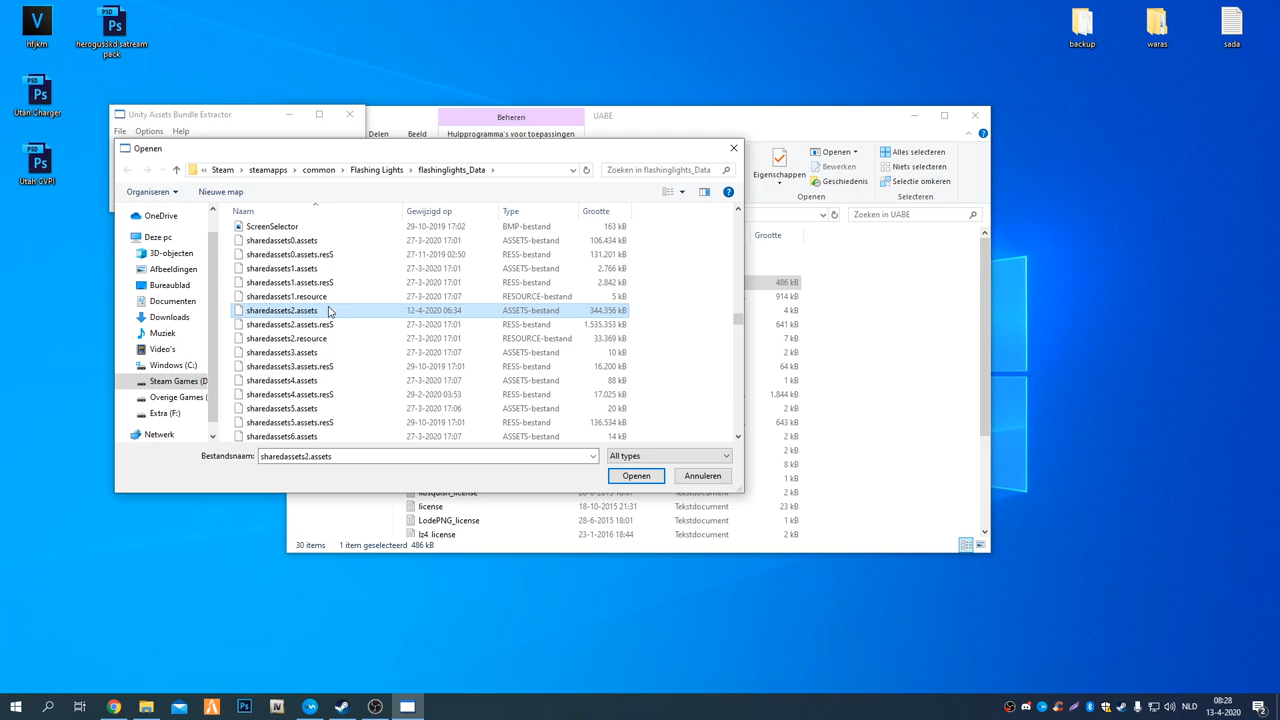 hfjkm
herogus3xd satream
pack
Utah Charger
Utah CVPI
backup
waras
sada
Unity Assets Bundle Extractor
File Options Help
Beheren
UABE
Delen Beeld Hulpprogramma's voor toepassingen
Eigenschappen
Openen
Bewerken
Geschiedenis
Openen
Alles selecteren
Niets selecteren
Selectie omkeren
Selecteren
Zoeken in UABE
Grootte
486 kB
914 kB
4 kB
641 kB
7 kB
2 kB
64 kB
1 kB
1.844 kB
2 kB
643 kB
2 kB
2 kB
8 kB
1 kB
2 kB
license 18-10-2015 21:31 Tekstdocument 23 kB
LodePNG_license 28-6-2015 18:01 Tekstdocument 1 kB
lz4_license 23-1-2016 18:44 Tekstdocument 2 kB
30 items 1 item geselecteerd 486 kB
Openen
« Steam › steamapps › common › Flashing Lights › flashinglights_Data ›
Zoeken in flashinglights_Data
Organiseren Nieuwe map
OneDrive
Deze pc
3D-objecten
Afbeeldingen
Bureaublad
Documenten
Downloads
Muziek
Video's
Windows (C:)
Steam Games (D
Overige Games (
Extra (F:)
Netwerk
Naam Gewijzigd op Type Grootte
ScreenSelector 29-10-2019 17:02 BMP-bestand 163 kB
sharedassets0.assets 27-3-2020 17:01 ASSETS-bestand 106.434 kB
sharedassets0.assets.resS 27-11-2019 02:50 RESS-bestand 131.201 kB
sharedassets1.assets 27-3-2020 17:01 ASSETS-bestand 2.766 kB
sharedassets1.assets.resS 27-3-2020 17:01 RESS-bestand 2.842 kB
sharedassets1.resource 27-3-2020 17:07 RESOURCE-bestand 5 kB
sharedassets2.assets 12-4-2020 06:34 ASSETS-bestand 344.356 kB
sharedassets2.assets.resS 27-3-2020 17:01 RESS-bestand 1.535.353 kB
sharedassets2.resource 27-3-2020 17:01 RESOURCE-bestand 33.369 kB
sharedassets3.assets 27-3-2020 17:07 ASSETS-bestand 10 kB
sharedassets3.assets.resS 29-10-2019 17:01 RESS-bestand 16.200 kB
sharedassets4.assets 27-3-2020 17:07 ASSETS-bestand 88 kB
sharedassets4.assets.resS 29-2-2020 03:53 RESS-bestand 17.025 kB
sharedassets5.assets 27-3-2020 17:06 ASSETS-bestand 20 kB
sharedassets5.assets.resS 29-10-2019 17:01 RESS-bestand 136.534 kB
sharedassets6.assets 27-3-2020 17:07 ASSETS-bestand 14 kB
Bestandsnaam: sharedassets2.assets All types
Openen Annuleren
NLD
08:28
13-4-2020